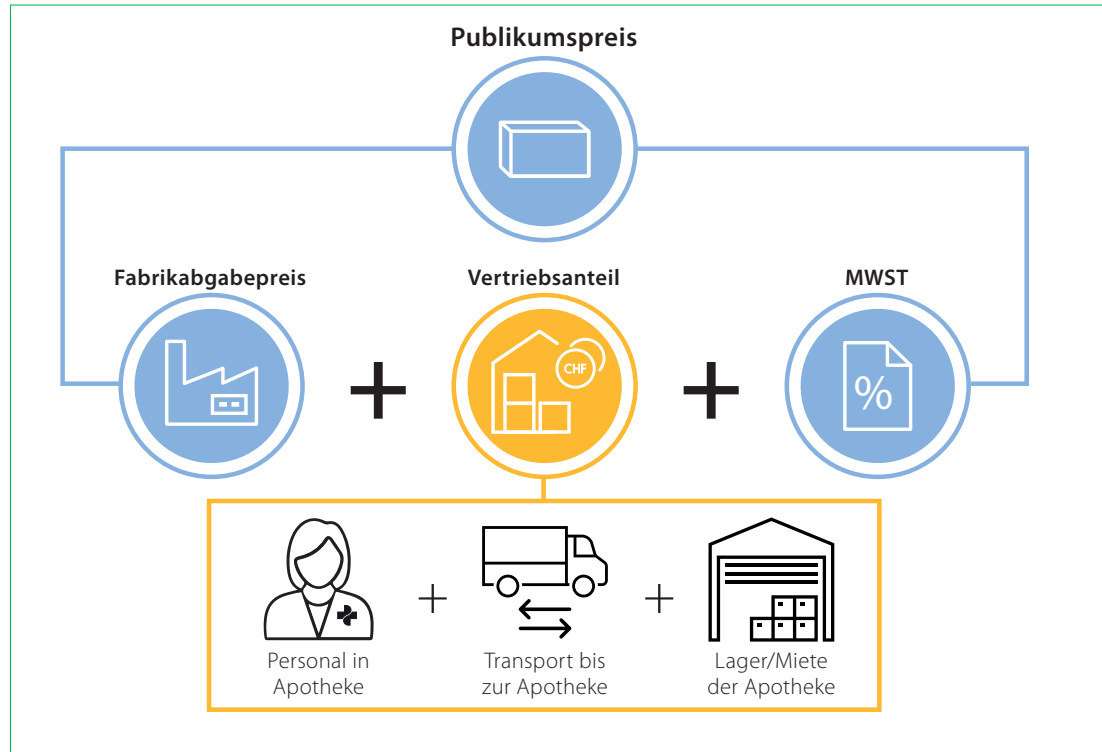 Publikumspreis
Fabrikabgabepreis
Vertriebsanteil
MWST
+
CHF
+
%
Personal in
Apotheke
+
Transport bis
zur Apotheke
+
Lager/Miete
der Apotheke